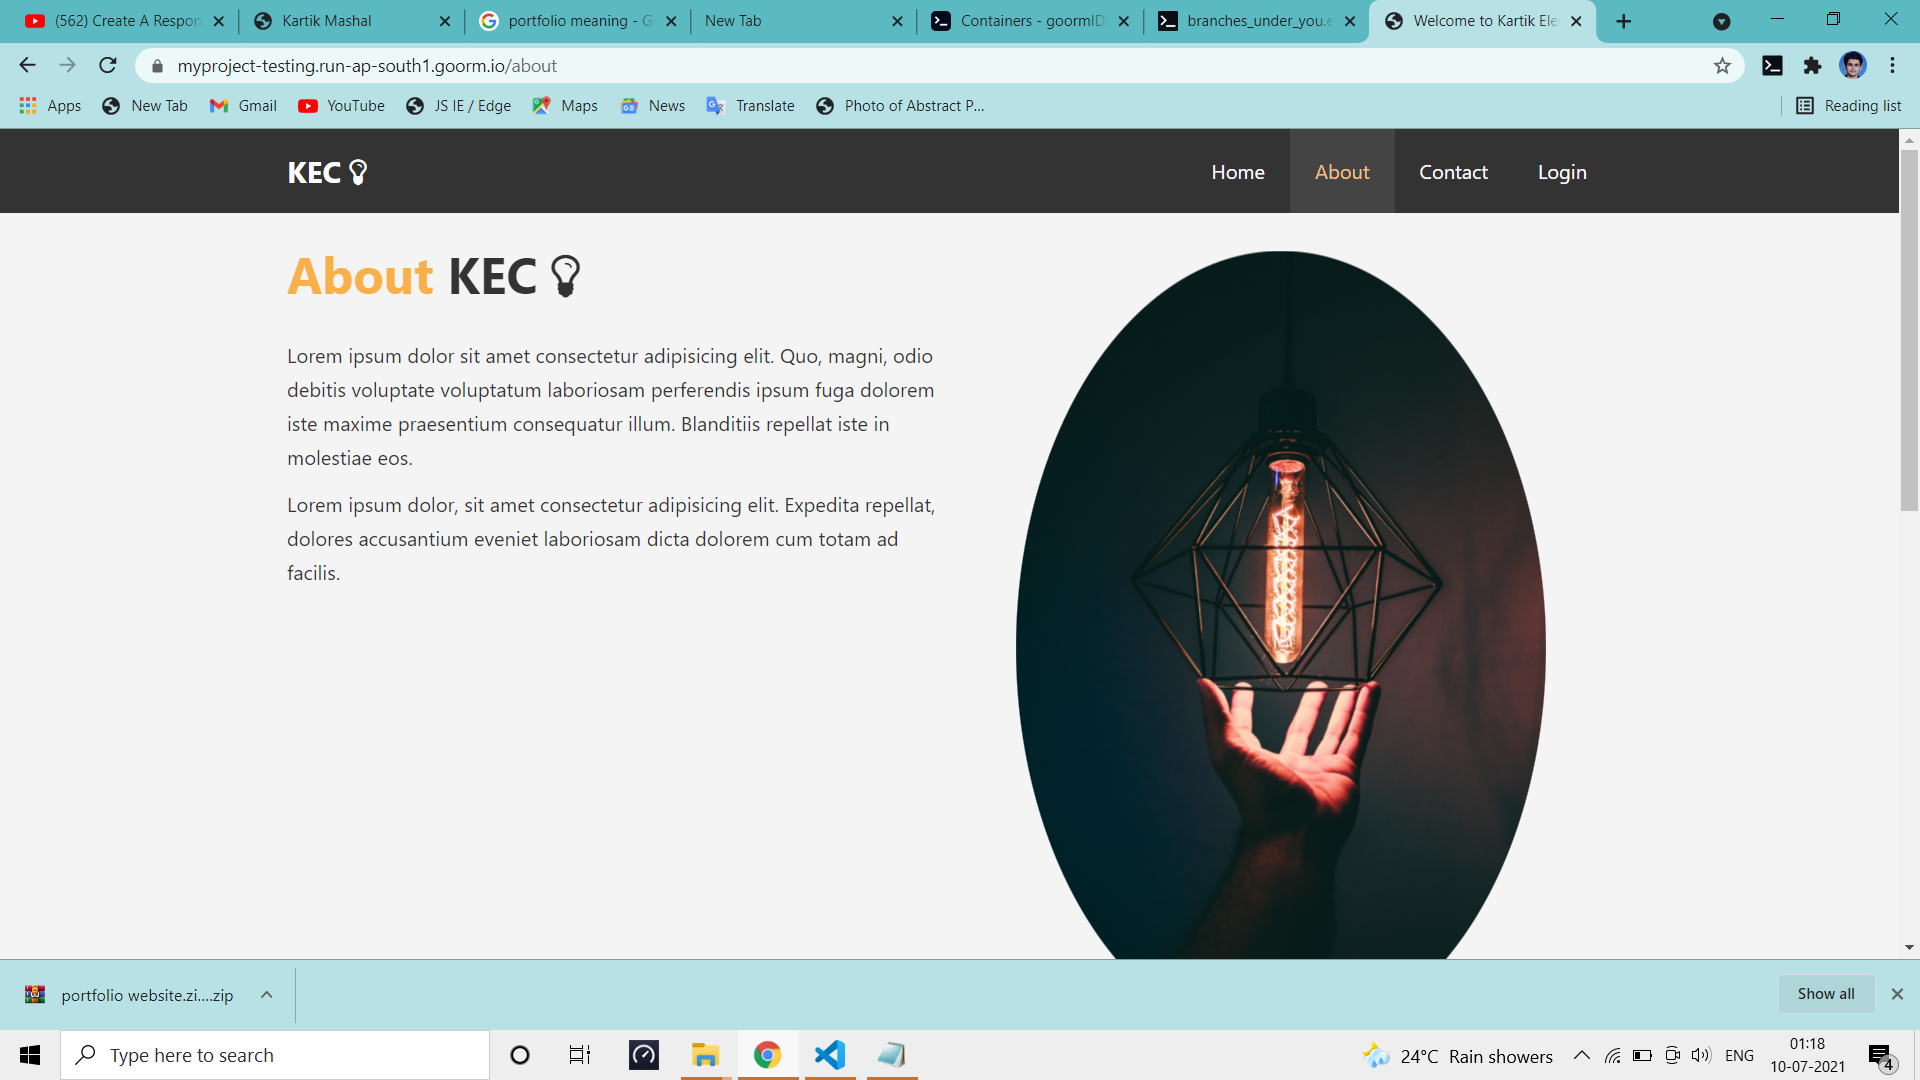 (562) Create A Respon
Kartik Mashal
portfolio meaning - G
New Tab
Containers - goormID
branches_under_you.e
Welcome to Kartik Ele
myproject-testing.run-ap-south1.goorm.io/about
Apps
New Tab
Gmail
YouTube
JS IE / Edge
Maps
News
Translate
Photo of Abstract P...
Reading list
KEC
Home
About
Contact
Login
About KEC
Lorem ipsum dolor sit amet consectetur adipisicing elit. Quo, magni, odio
debitis voluptate voluptatum laboriosam perferendis ipsum fuga dolorem
iste maxime praesentium consequatur illum. Blanditiis repellat iste in
molestiae eos.
Lorem ipsum dolor, sit amet consectetur adipisicing elit. Expedita repellat,
dolores accusantium eveniet laboriosam dicta dolorem cum totam ad
facilis.
portfolio website.zi....zip
Show all
Type here to search
24°C Rain showers
ENG
01:18
10-07-2021
4